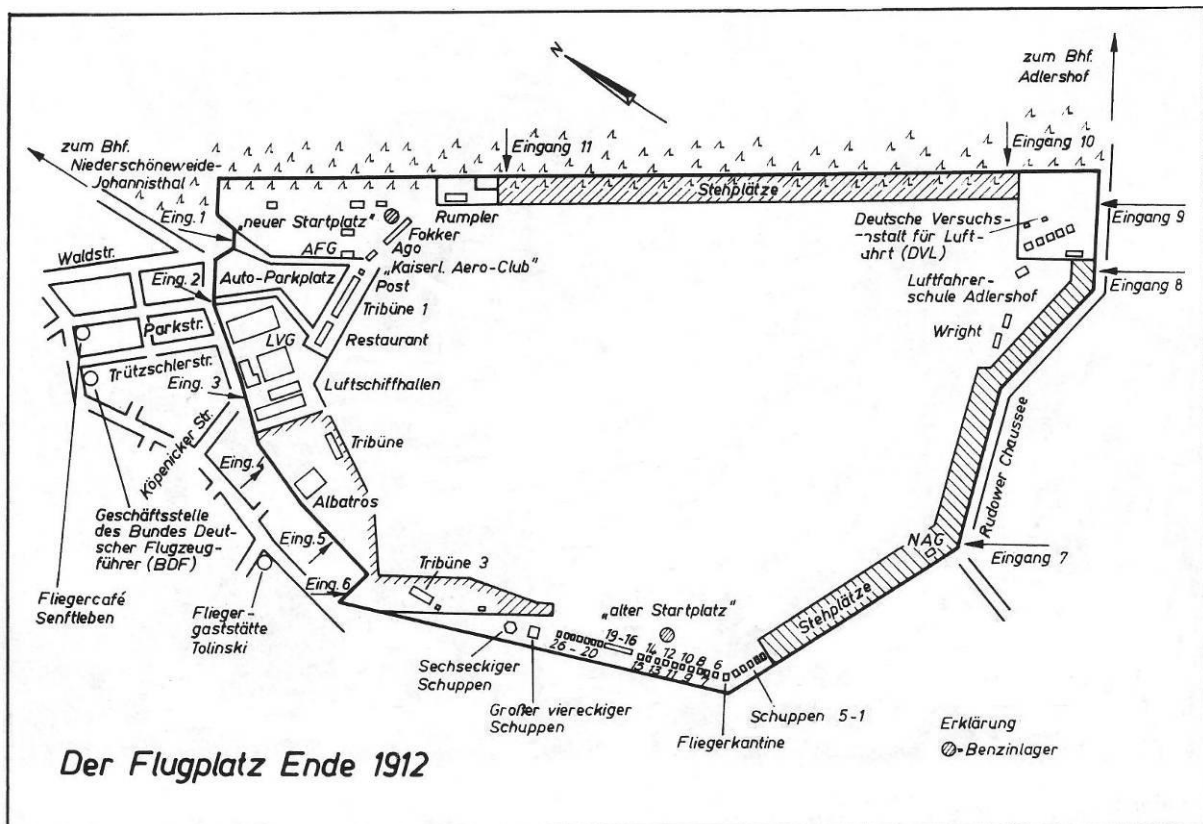 N
zum Bhf.
Adlershof
zum Bhf.
Niederschöneweide-
Johannisthal
Eingang 11
Eingang 10
Stehplätze
Eing. 1
„neuer Startplatz"
Rumpler
Fokker
Ago
AFG
„Kaiserl. Aero-Club"
Post
Deutsche Versuchs-
nstalt für Luft-
ahrt (DVL)
Eingang 9
Waldstr.
Eing. 2
Auto-Parkplatz
Tribüne 1
Luftfahrer-
schule Adlershof
Eingang 8
Parkstr.
LVG
Restaurant
Wright
Trützschlerstr.
Eing. 3
Luftschiffhallen
Köpenicker Str.
Tribüne
Eing. 4
Albatros
Rudower Chaussee
Geschäftsstelle
des Bundes Deut-
scher Flugzeug-
führer (BDF)
Eing. 5
NAG
Eingang 7
Eing. 6
Tribüne 3
Fliegercafé
Senftleben
Flieger-
gaststätte
Tolinski
„alter Startplatz"
Stehplätze
19-16
14 12 10 8 6
26 - 20
15 13 11 9 7
Sechseckiger
Schuppen
Großer viereckiger
Schuppen
Schuppen 5-1
Fliegerkantine
Erklärung
- Benzinlager
Der Flugplatz Ende 1912